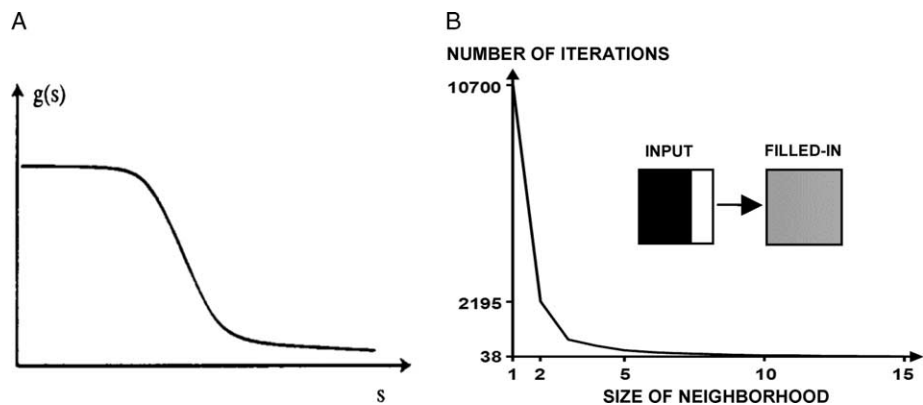 A
g(s)
s
B
NUMBER OF ITERATIONS
10700
INPUT
FILLED-IN
2195
38
1 2 5 10 15
SIZE OF NEIGHBORHOOD